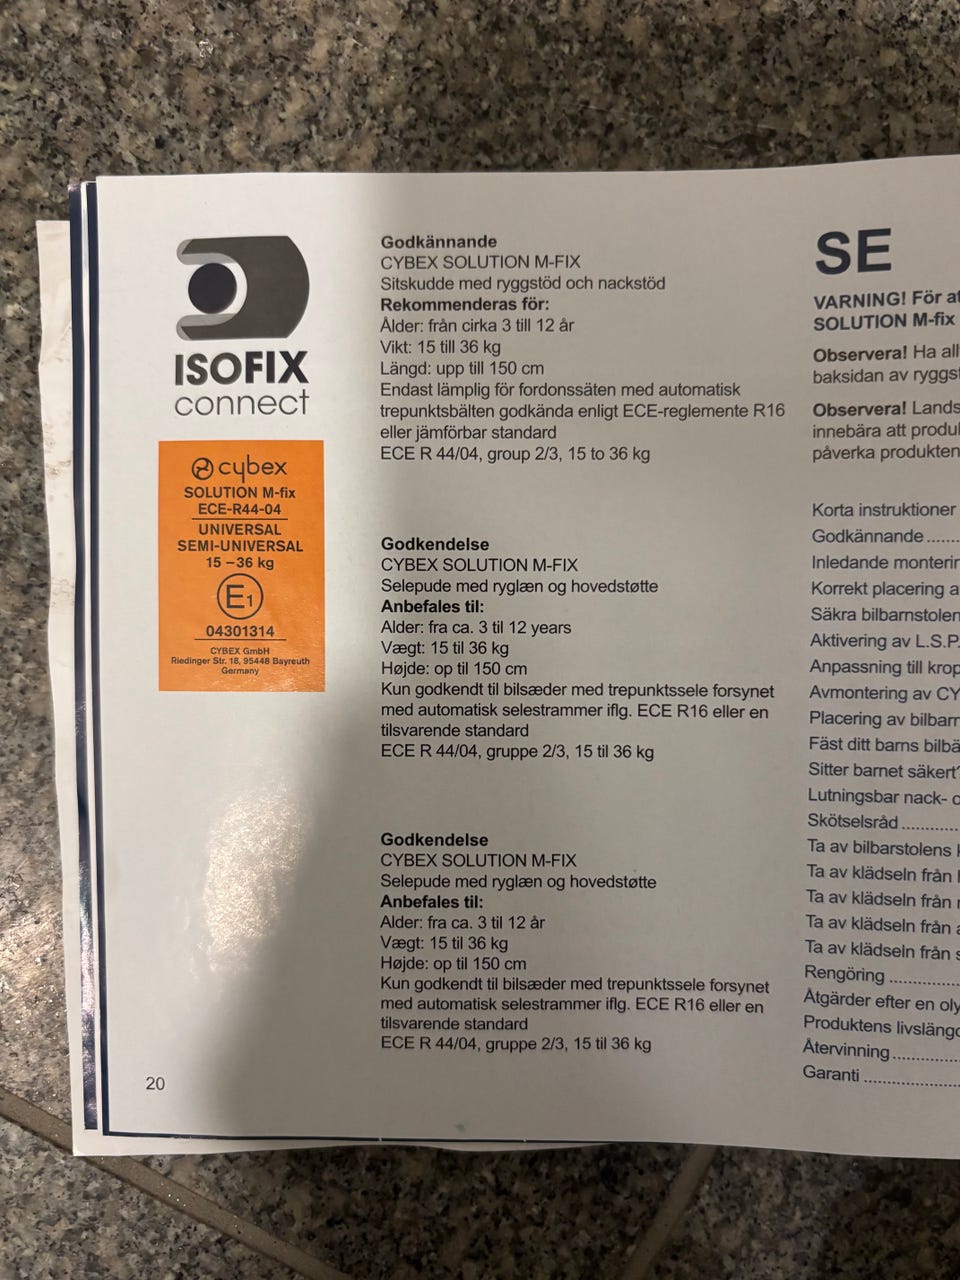 ISOFIX
connect
cybex
SOLUTION M-fix
ECE-R44-04
UNIVERSAL
SEMI-UNIVERSAL
15 – 36 kg
E1
04301314
CYBEX GmbH
Riedinger Str. 18, 95448 Bayreuth
Germany
Godkännande
CYBEX SOLUTION M-FIX
Sitskudde med ryggstöd och nackstöd
Rekommenderas för:
Ålder: från cirka 3 till 12 år
Vikt: 15 till 36 kg
Längd: upp till 150 cm
Endast lämplig för fordonssäten med automatisk
trepunktsbälten godkända enligt ECE-reglemente R16
eller jämförbar standard
ECE R 44/04, group 2/3, 15 to 36 kg
Godkendelse
CYBEX SOLUTION M-FIX
Selepude med ryglæn og hovedstøtte
Anbefales til:
Alder: fra ca. 3 til 12 years
Vægt: 15 til 36 kg
Højde: op til 150 cm
Kun godkendt til bilsæder med trepunktssele forsynet
med automatisk selestrammer iflg. ECE R16 eller en
tilsvarende standard
ECE R 44/04, gruppe 2/3, 15 til 36 kg
Godkendelse
CYBEX SOLUTION M-FIX
Selepude med ryglæn og hovedstøtte
Anbefales til:
Alder: fra ca. 3 til 12 år
Vægt: 15 til 36 kg
Højde: op til 150 cm
Kun godkendt til bilsæder med trepunktssele forsynet
med automatisk selestrammer iflg. ECE R16 eller en
tilsvarende standard
ECE R 44/04, gruppe 2/3, 15 til 36 kg
20
SE
VARNING! För
SOLUTION M-fix
Observera! Ha
baksidan av
Observera!
innebära att
påverka produkten
Korta instruktioner
Godkännande ........
Inledande
Korrekt placering
Säkra
Aktivering av L.S.P.
Anpassning till
Avmontering av
Placering av
Fäst ditt barns
Sitter barnet säkert?
Lutningsbar nack-
Skötselsråd ............
Ta av bilbarstolens
Ta av klädseln från
Ta av klädseln från
Ta av klädseln från
Ta av klädseln från
Rengöring ..............
Åtgärder efter en
Produktens
Återvinning .............
Garanti ...................